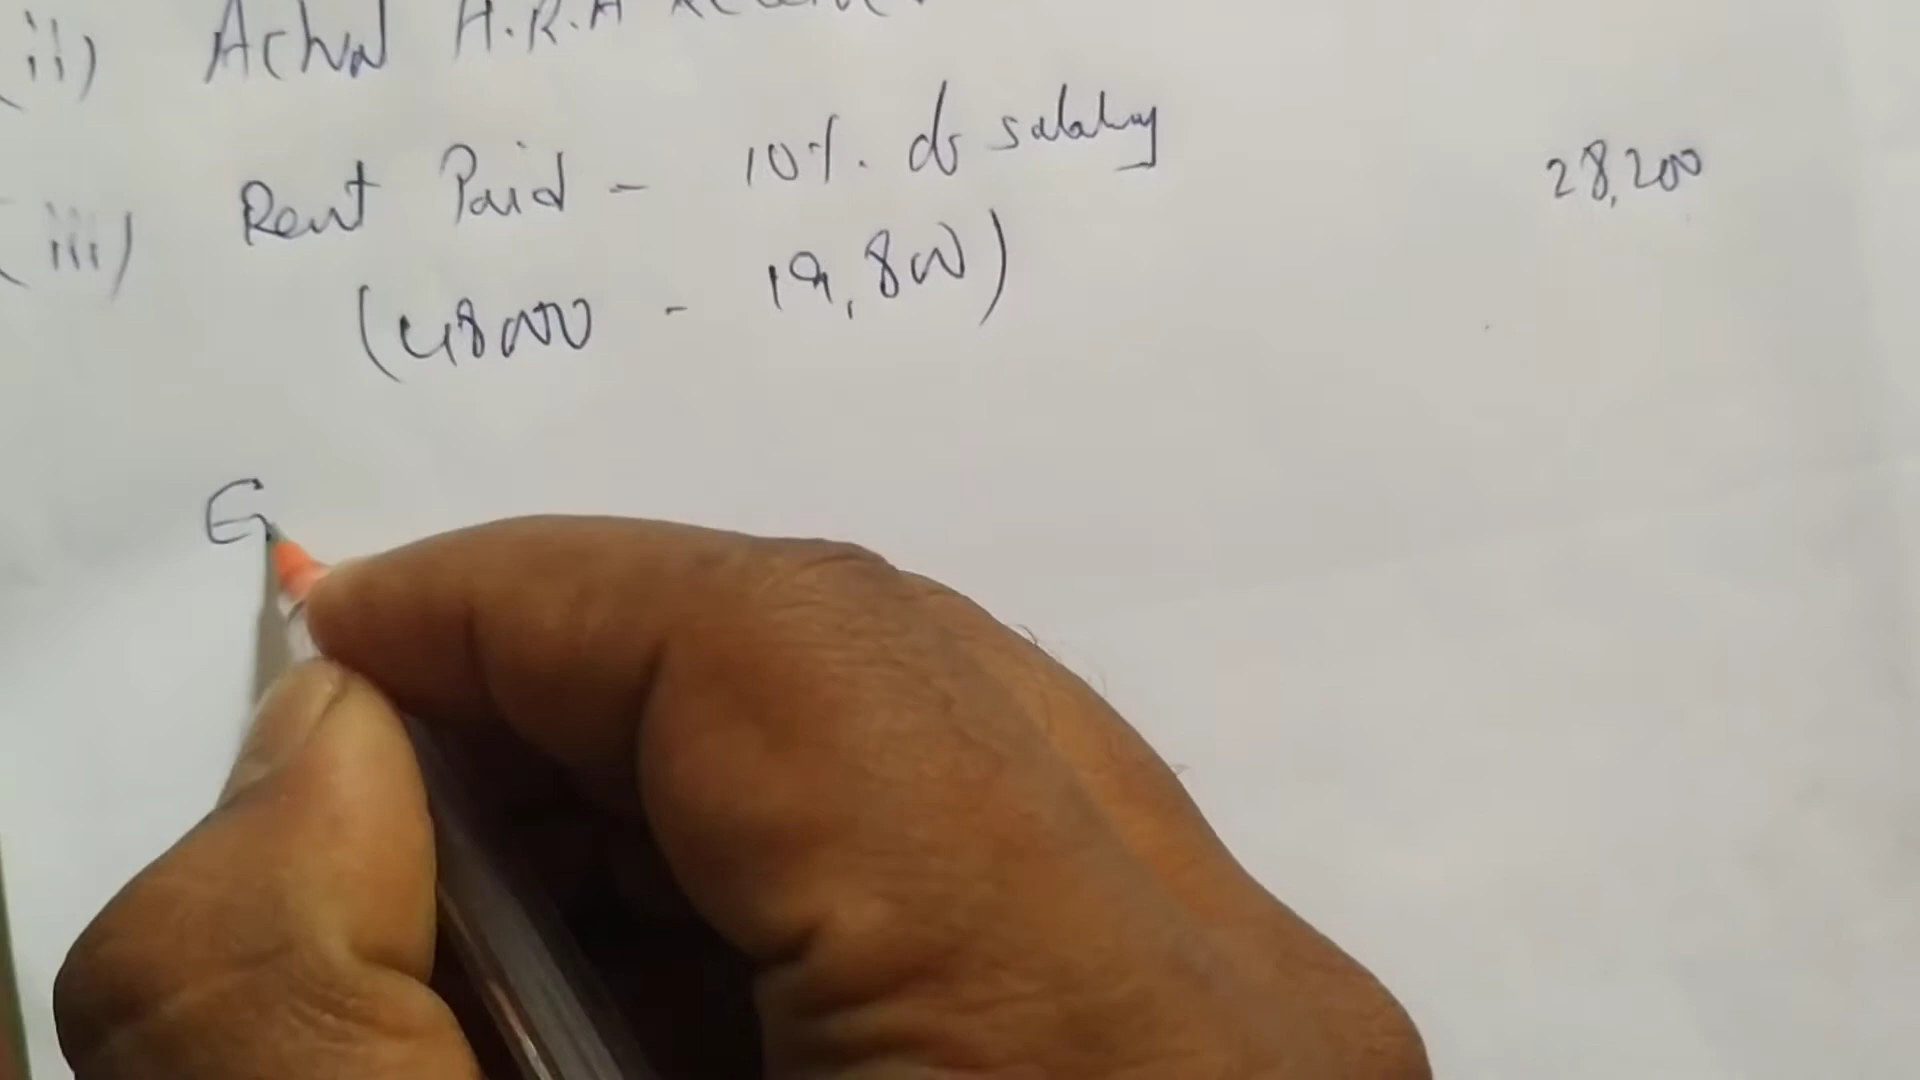 (ii) Actual H.R.A
(iii) Rent Paid - 10% of salary 28,200
(48000 - 19,800)
E